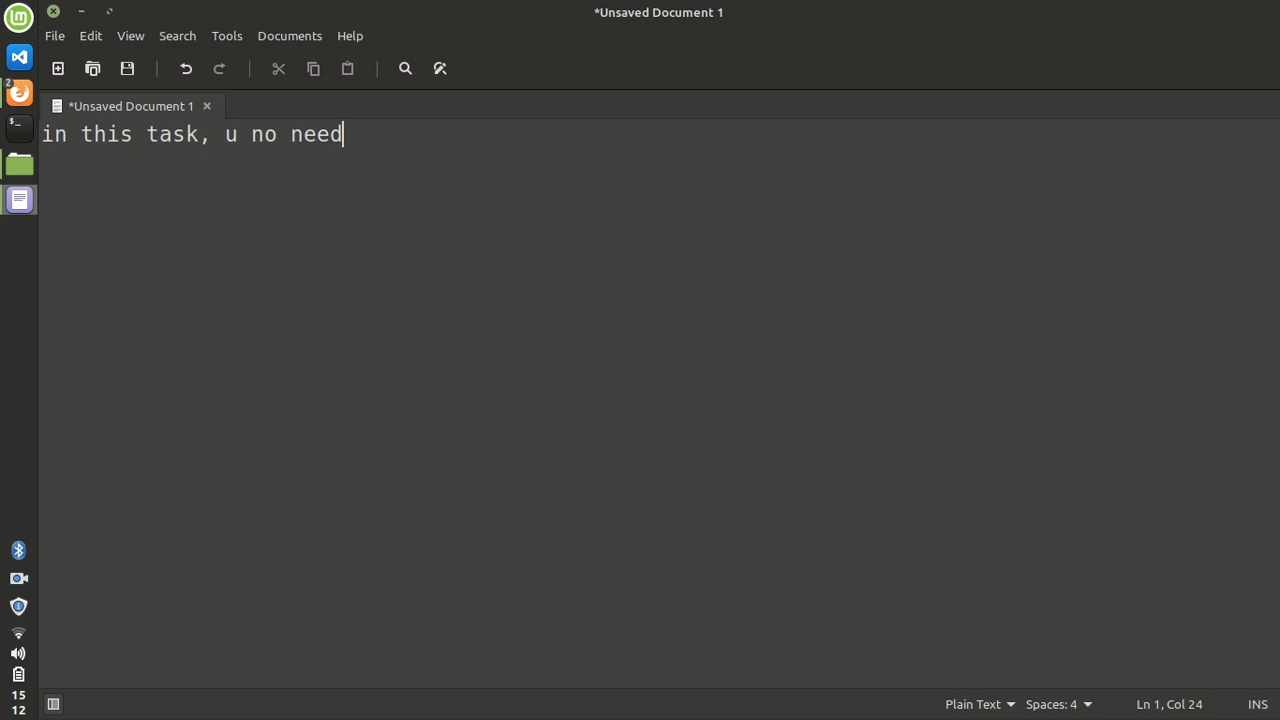 *Unsaved Document 1
File Edit View Search Tools Documents Help
*Unsaved Document 1
in this task, u no need
2
15
12
Plain Text Spaces: 4 Ln 1, Col 24 INS